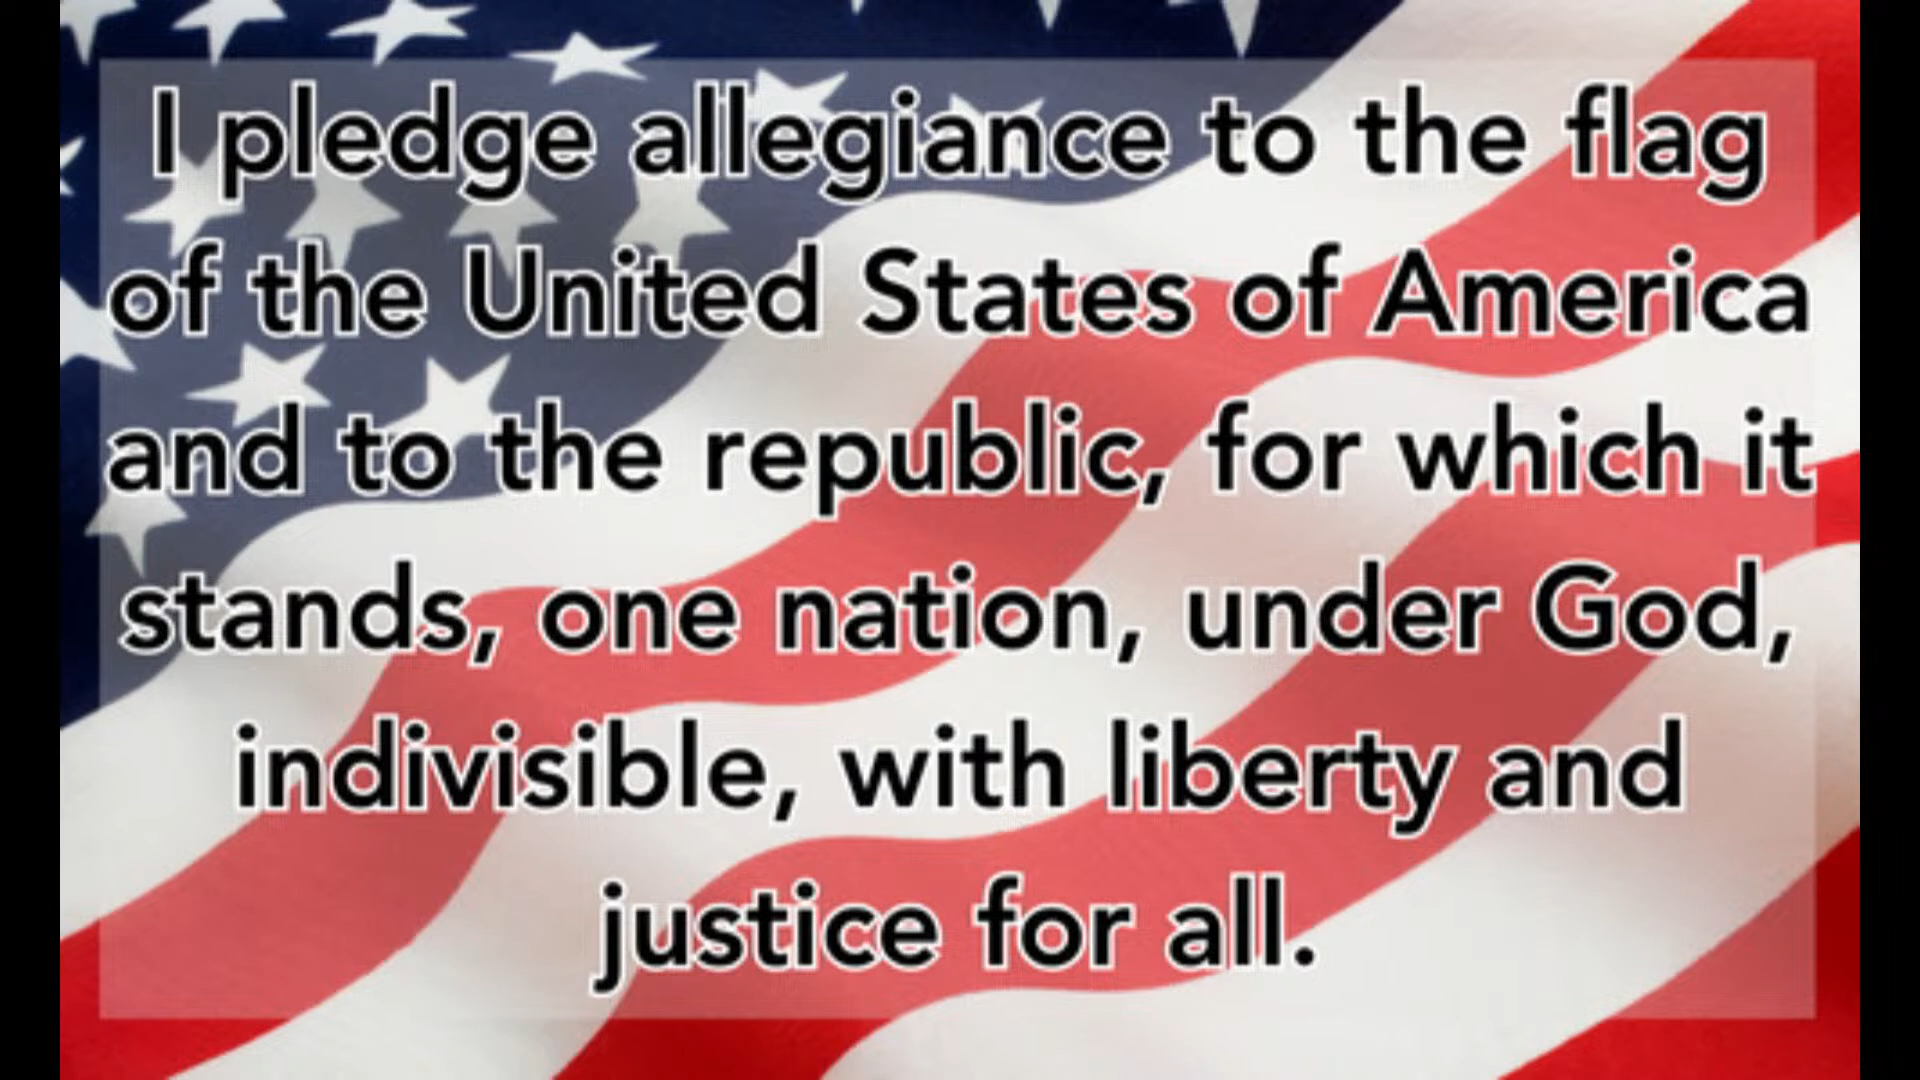 I pledge allegiance to the flag
of the United States of America
and to the republic, for which it
stands, one nation, under God,
indivisible, with liberty and
justice for all.